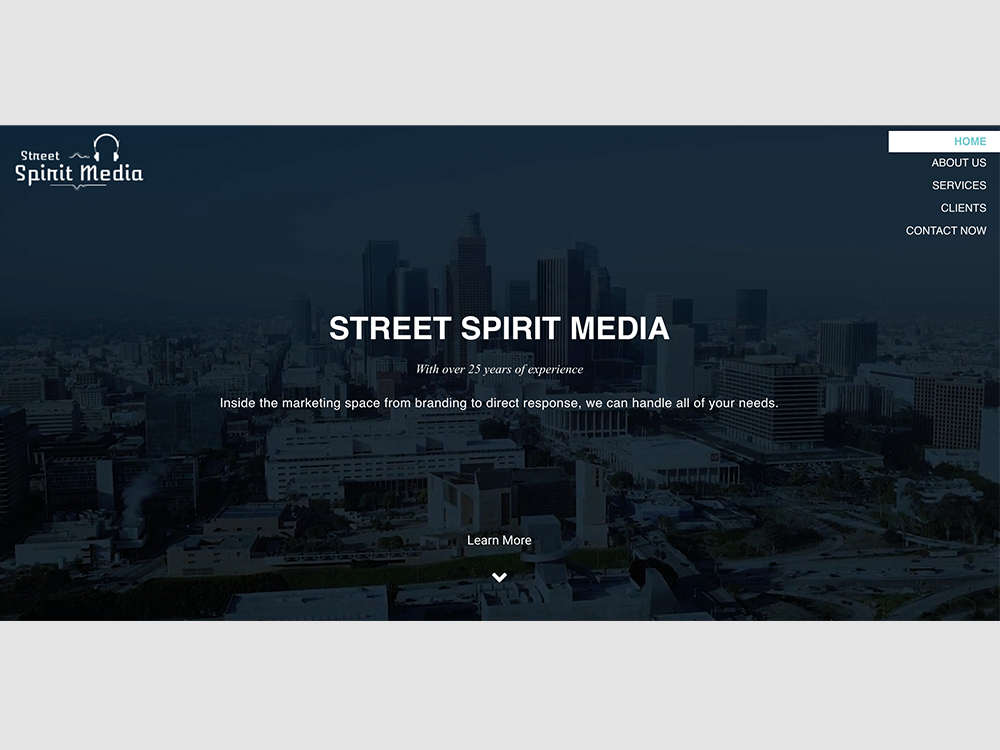 Street
Spirit Media
HOME
ABOUT US
SERVICES
CLIENTS
CONTACT NOW
STREET SPIRIT MEDIA
With over 25 years of experience
Inside the marketing space from branding to direct response, we can handle all of your needs.
Learn More